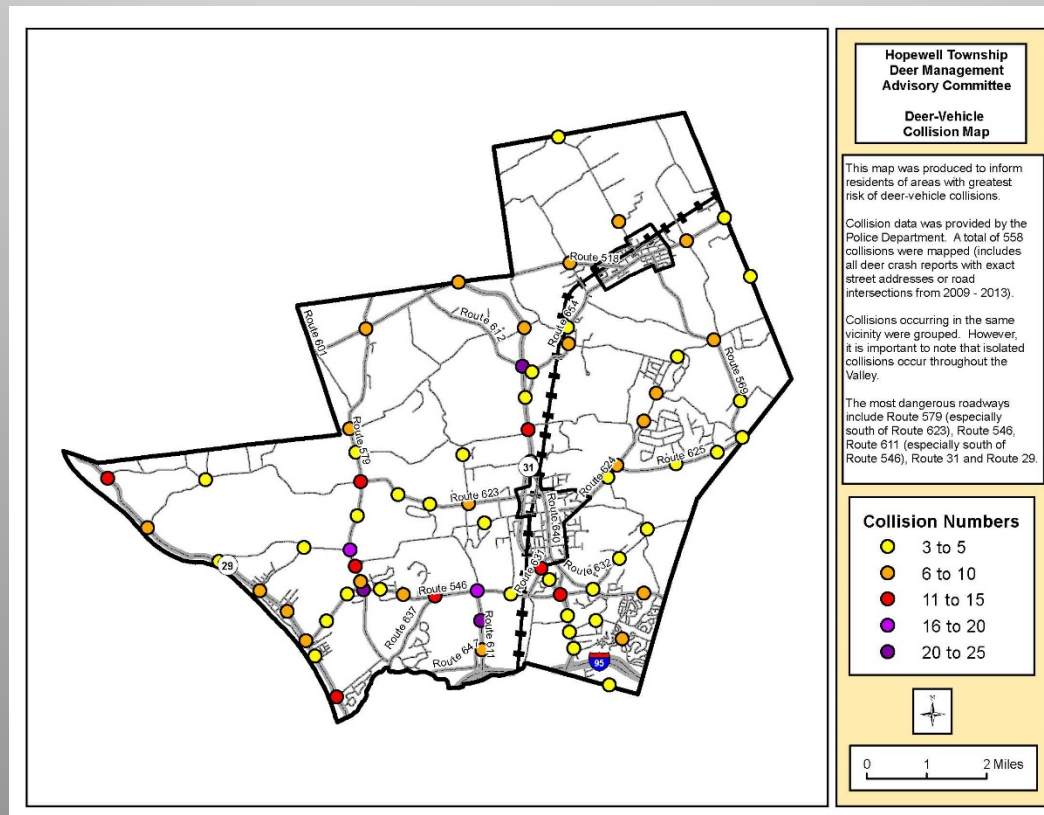 Hopewell Township
Deer Management
Advisory Committee
Deer-Vehicle
Collision Map
This map was produced to inform
residents of areas with greatest
risk of deer-vehicle collisions.
Collision data was provided by the
Police Department. A total of 558
collisions were mapped (includes
all deer crash reports with exact
street addresses or road
intersections from 2009 - 2013).
Collisions occurring in the same
vicinity were grouped. However,
it is important to note that isolated
collisions occur throughout the
Valley.
The most dangerous roadways
include Route 579 (especially
south of Route 623), Route 546,
Route 611 (especially south of
Route 546), Route 31 and Route 29.
Collision Numbers
3 to 5
6 to 10
11 to 15
16 to 20
20 to 25
N
0 1 2 Miles
Route 518
Route 654
Route 612
Route 601
Route 569
Route 579
Route 625
31
Route 624
Route 623
Route 640
Route 631
29
Route 632
Route 546
Route 637
Route 611
Route 647
95